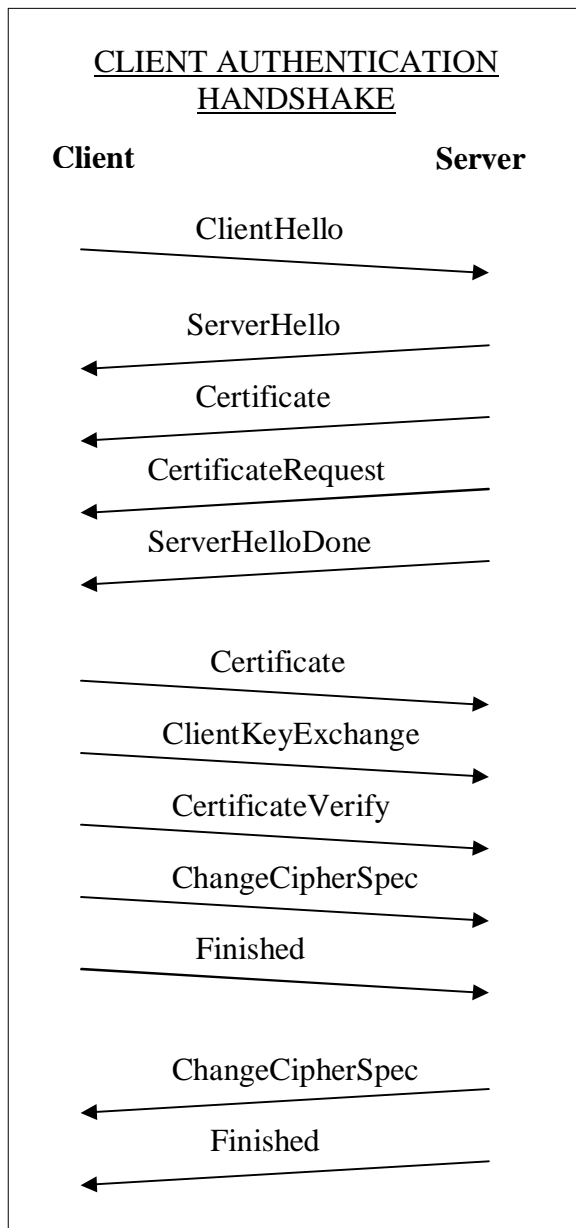 CLIENT AUTHENTICATION
HANDSHAKE
Client Server
ClientHello
ServerHello
Certificate
CertificateRequest
ServerHelloDone
Certificate
ClientKeyExchange
CertificateVerify
ChangeCipherSpec
Finished
ChangeCipherSpec
Finished